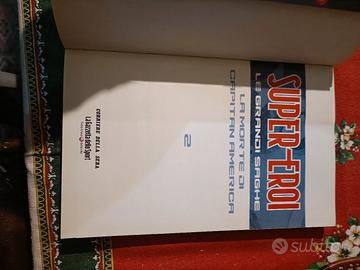 SUPER-EROI
LE GRANDI SAGHE
LA MORTE DI
CAPITAN AMERICA
2
CORRIERE DELLA SERA
La Gazzetta dello Sport
subito